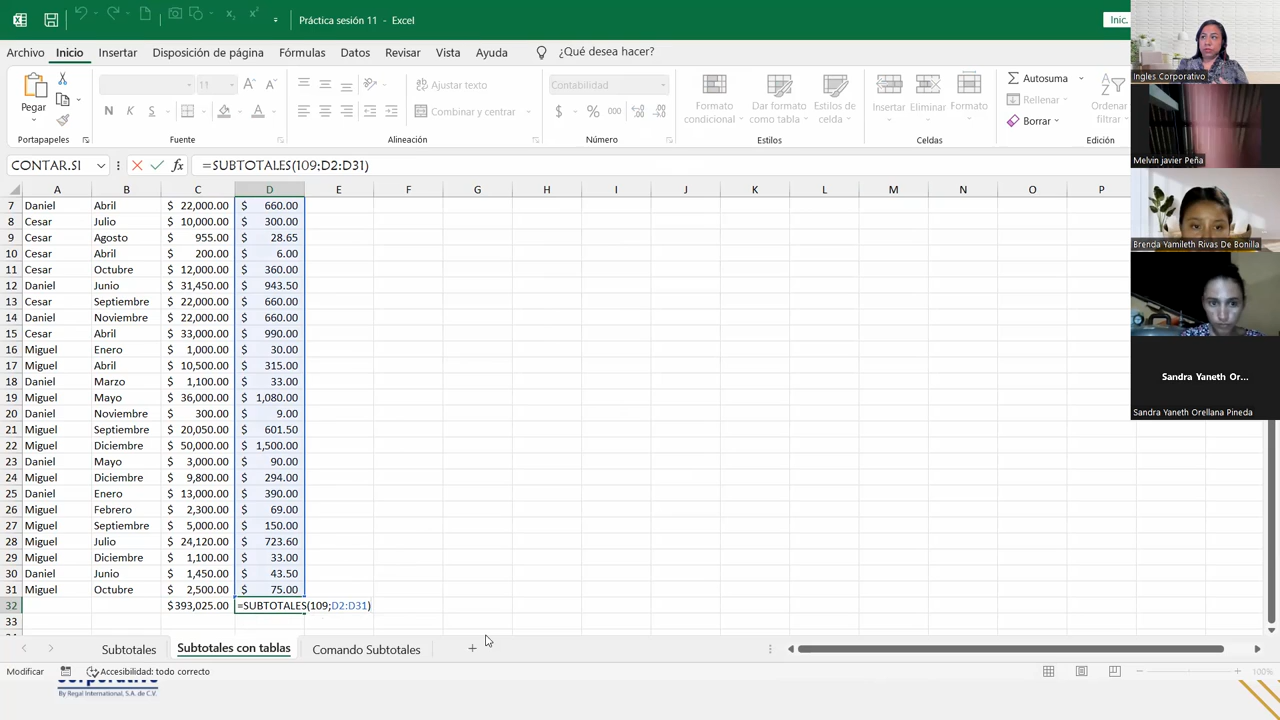 Práctica sesión 11 - Excel
Inic.
Archivo Inicio Insertar Disposición de página Fórmulas Datos Revisar Vista Ayuda ¿Qué desea hacer?
Pegar
11
Contabilidad
Combinar y centrar
Formatos condicional
Dar formato como tabla
Estilos de celda
Insertar Eliminar Formato
Autosuma
Rellenar
Borrar
Ordenar
Portapapeles Fuente Alineación Número Estilos Celdas Edición
CONTAR.SI =SUBTOTALES(109;D2:D31)
A B C D E F G H I J K L M N O P
7 Daniel Abril $ 22,000.00 $ 660.00
8 Cesar Julio $ 10,000.00 $ 300.00
9 Cesar Agosto $ 955.00 $ 28.65
10 Cesar Abril $ 200.00 $ 6.00
11 Cesar Octubre $ 12,000.00 $ 360.00
12 Daniel Junio $ 31,450.00 $ 943.50
13 Cesar Septiembre $ 22,000.00 $ 660.00
14 Daniel Noviembre $ 22,000.00 $ 660.00
15 Cesar Abril $ 33,000.00 $ 990.00
16 Miguel Enero $ 1,000.00 $ 30.00
17 Miguel Abril $ 10,500.00 $ 315.00
18 Daniel Marzo $ 1,100.00 $ 33.00
19 Miguel Mayo $ 36,000.00 $ 1,080.00
20 Daniel Noviembre $ 300.00 $ 9.00
21 Miguel Septiembre $ 20,050.00 $ 601.50
22 Miguel Diciembre $ 50,000.00 $ 1,500.00
23 Daniel Mayo $ 3,000.00 $ 90.00
24 Miguel Diciembre $ 9,800.00 $ 294.00
25 Daniel Enero $ 13,000.00 $ 390.00
26 Miguel Febrero $ 2,300.00 $ 69.00
27 Miguel Septiembre $ 5,000.00 $ 150.00
28 Miguel Julio $ 24,120.00 $ 723.60
29 Miguel Diciembre $ 1,100.00 $ 33.00
30 Daniel Junio $ 1,450.00 $ 43.50
31 Miguel Octubre $ 2,500.00 $ 75.00
32 $393,025.00 =SUBTOTALES(109;D2:D31)
33
Subtotales Subtotales con tablas Comando Subtotales
Modificar Accesibilidad: todo correcto 100%
By Regal International, S.A. de C.V.
Ingles Corporativo
Melvin javier Peña
Brenda Yamileth Rivas De Bonilla
Sandra Yaneth Or...
Sandra Yaneth Orellana Pineda